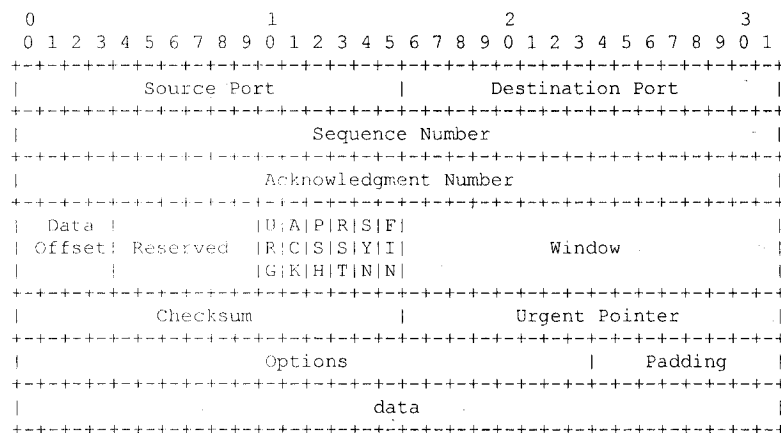 0                   1                   2                   3
0 1 2 3 4 5 6 7 8 9 0 1 2 3 4 5 6 7 8 9 0 1 2 3 4 5 6 7 8 9 0 1
+-+-+-+-+-+-+-+-+-+-+-+-+-+-+-+-+-+-+-+-+-+-+-+-+-+-+-+-+-+-+-+-+
| Source Port | Destination Port |
+-+-+-+-+-+-+-+-+-+-+-+-+-+-+-+-+-+-+-+-+-+-+-+-+-+-+-+-+-+-+-+-+
| Sequence Number |
+-+-+-+-+-+-+-+-+-+-+-+-+-+-+-+-+-+-+-+-+-+-+-+-+-+-+-+-+-+-+-+-+
| Acknowledgment Number |
+-+-+-+-+-+-+-+-+-+-+-+-+-+-+-+-+-+-+-+-+-+-+-+-+-+-+-+-+-+-+-+-+
| Data | |U|A|P|R|S|F| |
| Offset| Reserved |R|C|S|S|Y|I| Window |
| | |G|K|H|T|N|N| |
+-+-+-+-+-+-+-+-+-+-+-+-+-+-+-+-+-+-+-+-+-+-+-+-+-+-+-+-+-+-+-+-+
| Checksum | Urgent Pointer |
+-+-+-+-+-+-+-+-+-+-+-+-+-+-+-+-+-+-+-+-+-+-+-+-+-+-+-+-+-+-+-+-+
| Options | Padding |
+-+-+-+-+-+-+-+-+-+-+-+-+-+-+-+-+-+-+-+-+-+-+-+-+-+-+-+-+-+-+-+-+
| data |
+-+-+-+-+-+-+-+-+-+-+-+-+-+-+-+-+-+-+-+-+-+-+-+-+-+-+-+-+-+-+-+-+